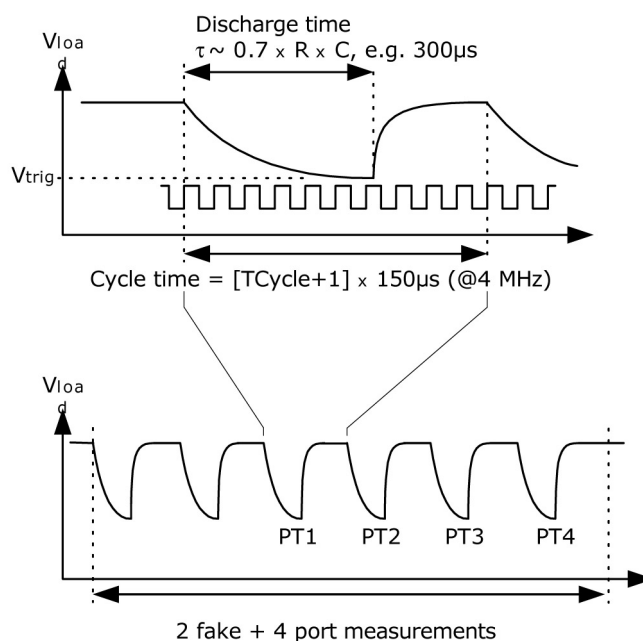 Discharge time
τ~ 0.7 x R x C, e.g. 300µs
Vloa
d
Vtrig
Cycle time = [TCycle+1] x 150µs (@4 MHz)
Vloa
d
PT1 PT2 PT3 PT4
2 fake + 4 port measurements